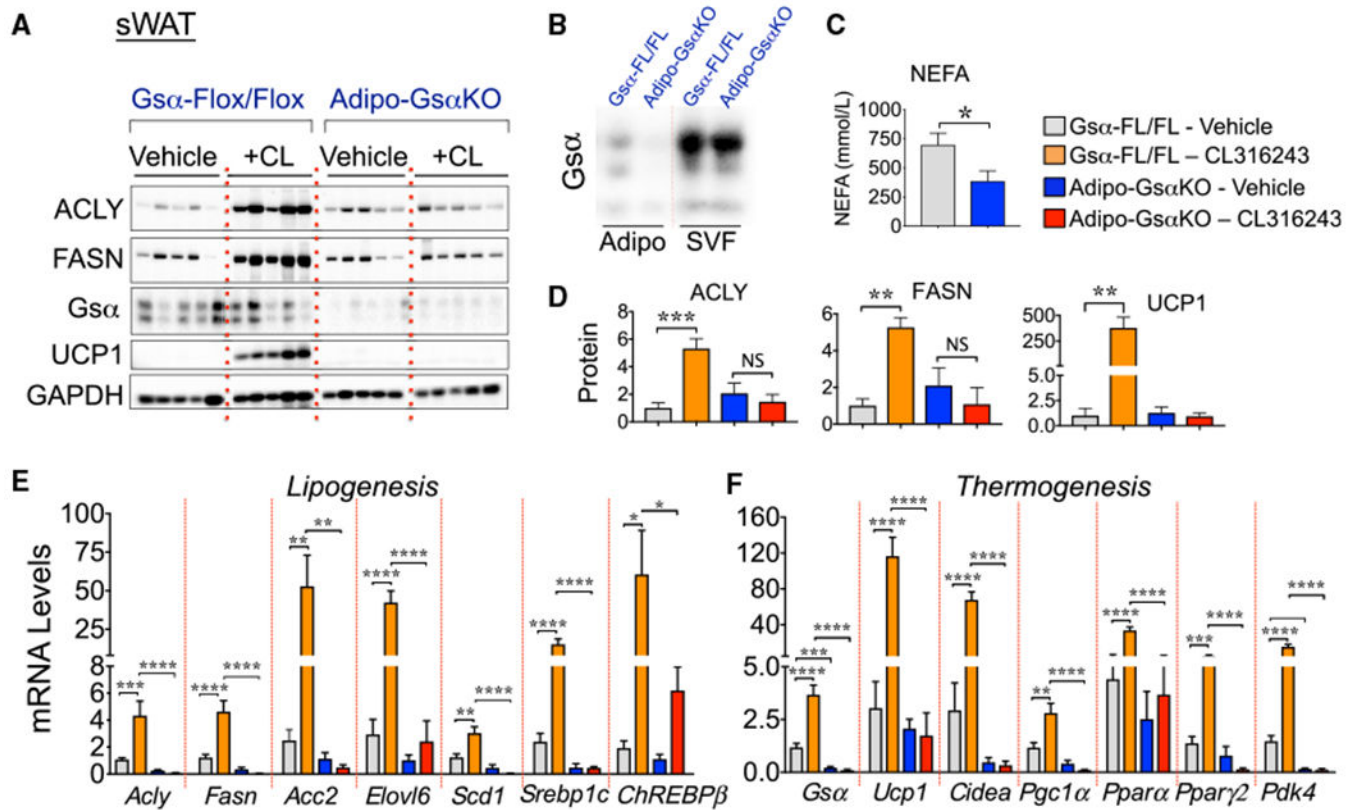 A
sWAT
Gsα-Flox/Flox Adipo-GsαKO
Vehicle +CL Vehicle +CL
ACLY
FASN
Gsα
UCP1
GAPDH
B
Gsα-FL/FL
Adipo-GsαKO
Gsα-FL/FL
Adipo-GsαKO
Gsα
Adipo SVF
C
NEFA
NEFA (mmol/L)
1000
750
500
250
0
*
Gsα-FL/FL - Vehicle
Gsα-FL/FL – CL316243
Adipo-GsαKO - Vehicle
Adipo-GsαKO – CL316243
D
Protein
ACLY
8
6
4
2
0
*** NS
FASN
6
4
2
0
** NS
UCP1
500
250
5.0
2.5
0
**
E
Lipogenesis
mRNA Levels
100
75
50
25
8
6
4
2
0
*** ****
**** ****
** **
**** ****
** ****
**** ****
* *
Acly Fasn Acc2 Elovl6 Scd1 Srebp1c ChREBPβ
F
Thermogenesis
160
120
80
40
5.0
2.5
0
****
***
****
**** ****
**** ****
** ****
**** ****
*** ****
****
****
Gsα Ucp1 Cidea Pgc1α Pparα Pparγ2 Pdk4